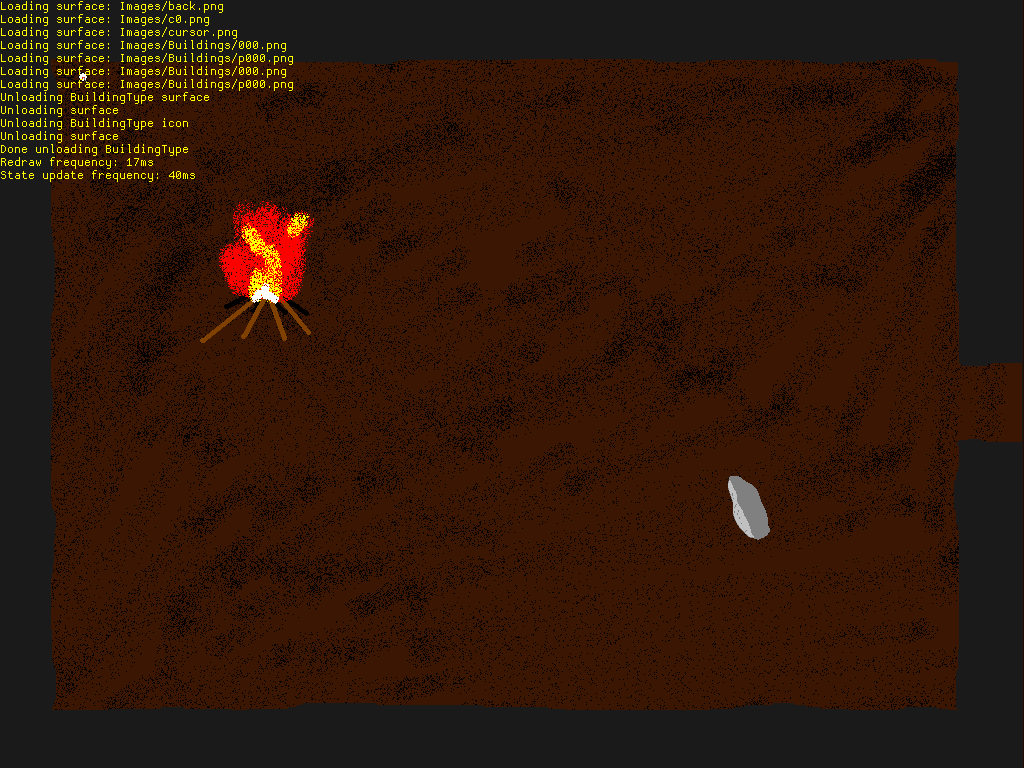 Loading surface: Images/back.png
Loading surface: Images/c0.png
Loading surface: Images/cursor.png
Loading surface: Images/Buildings/000.png
Loading surface: Images/Buildings/p000.png
Loading surface: Images/Buildings/000.png
Loading surface: Images/Buildings/p000.png
Unloading BuildingType surface
Unloading surface
Unloading BuildingType icon
Unloading surface
Done unloading BuildingType
Redraw frequency: 17ms
State update frequency: 40ms